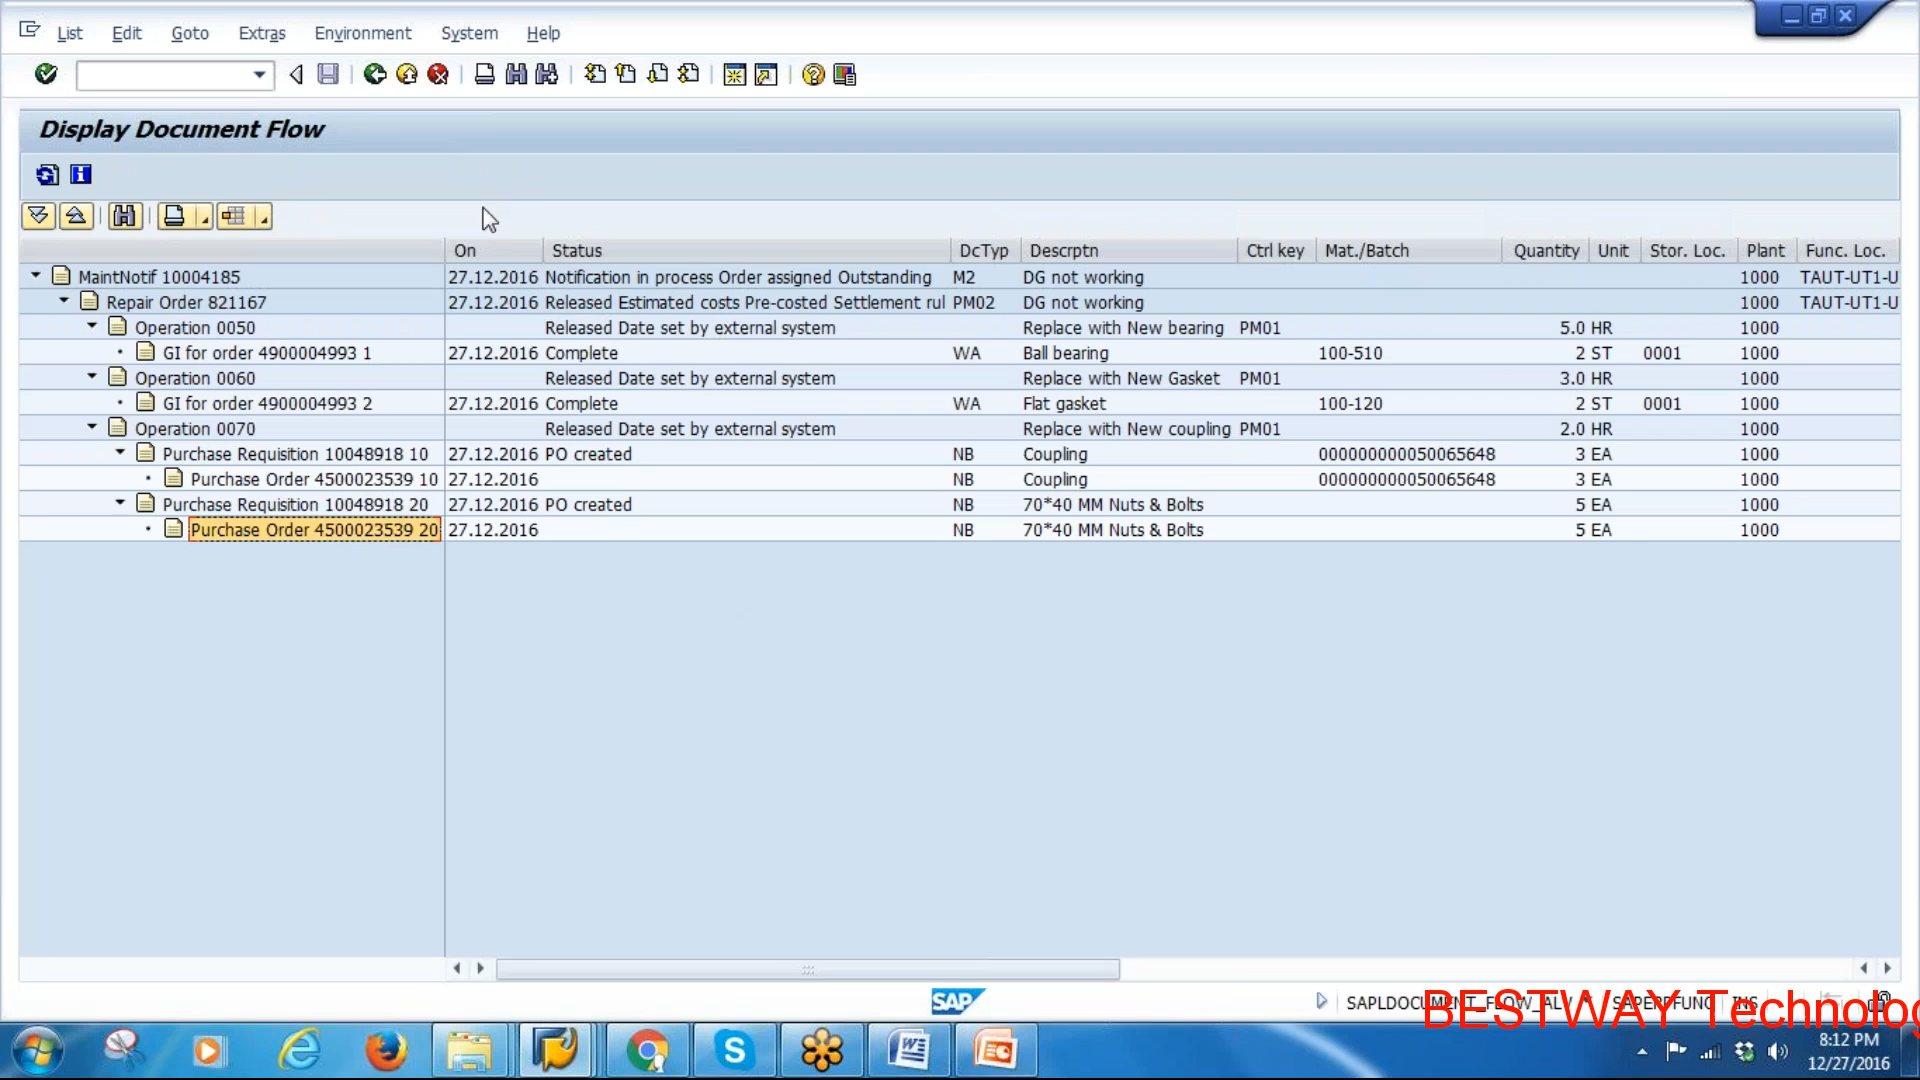 List Edit Goto Extras Environment System Help
Display Document Flow
On Status DcTyp Descrptn Ctrl key Mat./Batch Quantity Unit Stor. Loc. Plant Func. Loc.
MaintNotif 10004185 27.12.2016 Notification in process Order assigned Outstanding M2 DG not working 1000 TAUT-UT1-U
Repair Order 821167 27.12.2016 Released Estimated costs Pre-costed Settlement rul PM02 DG not working 1000 TAUT-UT1-U
Operation 0050 Released Date set by external system Replace with New bearing PM01 5.0 HR 1000
GI for order 4900004993 1 27.12.2016 Complete WA Ball bearing 100-510 2 ST 0001 1000
Operation 0060 Released Date set by external system Replace with New Gasket PM01 3.0 HR 1000
GI for order 4900004993 2 27.12.2016 Complete WA Flat gasket 100-120 2 ST 0001 1000
Operation 0070 Released Date set by external system Replace with New coupling PM01 2.0 HR 1000
Purchase Requisition 10048918 10 27.12.2016 PO created NB Coupling 000000000050065648 3 EA 1000
Purchase Order 4500023539 10 27.12.2016 NB Coupling 000000000050065648 3 EA 1000
Purchase Requisition 10048918 20 27.12.2016 PO created NB 70*40 MM Nuts & Bolts 5 EA 1000
Purchase Order 4500023539 20 27.12.2016 NB 70*40 MM Nuts & Bolts 5 EA 1000
SAP SAPLDOCUMENT_FLOW_ALV SAPERPFUNC INS
BESTWAY Technolog
8:12 PM
12/27/2016